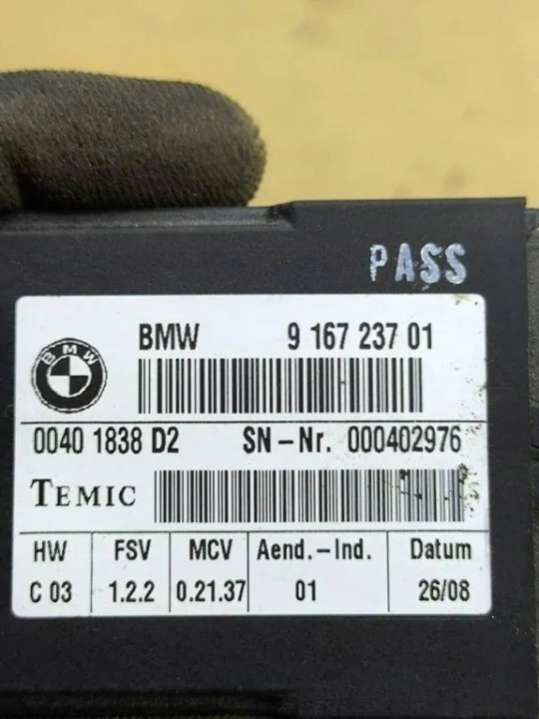 PASS
BMW
BMW 9 167 237 01
0040 1838 D2 SN-Nr. 000402976
TEMIC
HW FSV MCV Aend.-Ind. Datum
C 03 1.2.2 0.21.37 01 26/08